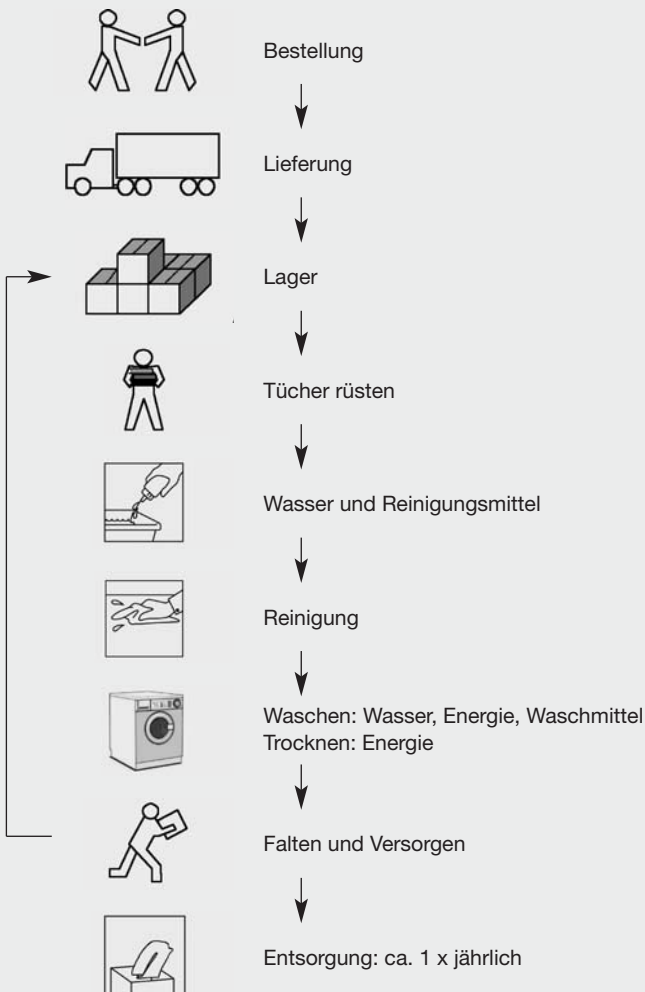 Bestellung
Lieferung
Lager
Tücher rüsten
Wasser und Reinigungsmittel
Reinigung
Waschen: Wasser, Energie, Waschmittel
Trocknen: Energie
Falten und Versorgen
Entsorgung: ca. 1 x jährlich